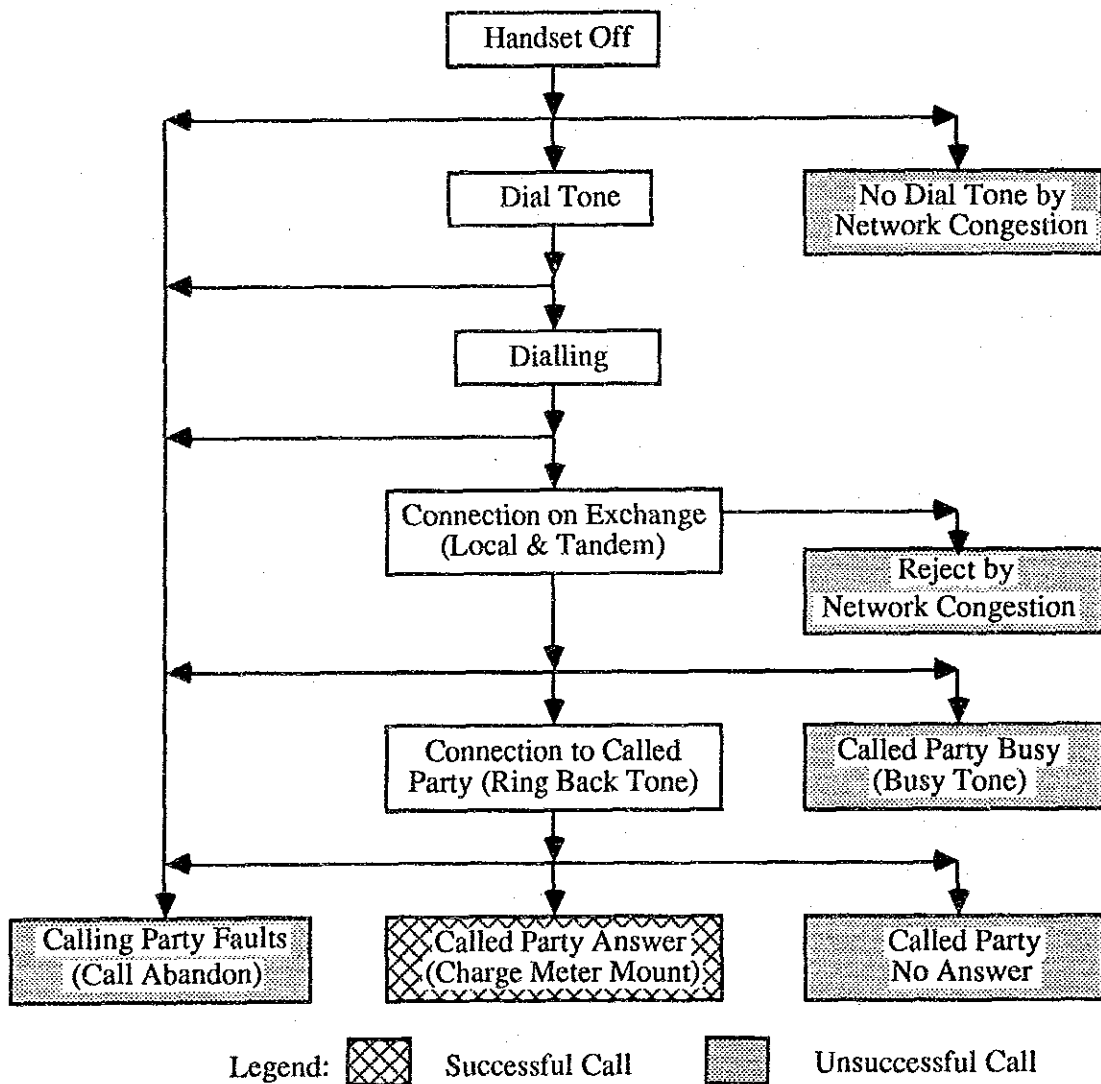 Handset Off
Dial Tone
No Dial Tone by
Network Congestion
Dialling
Connection on Exchange
(Local & Tandem)
Reject by
Network Congestion
Connection to Called
Party (Ring Back Tone)
Called Party Busy
(Busy Tone)
Calling Party Faults
(Call Abandon)
Called Party Answer
(Charge Meter Mount)
Called Party
No Answer
Legend:
Successful Call
Unsuccessful Call